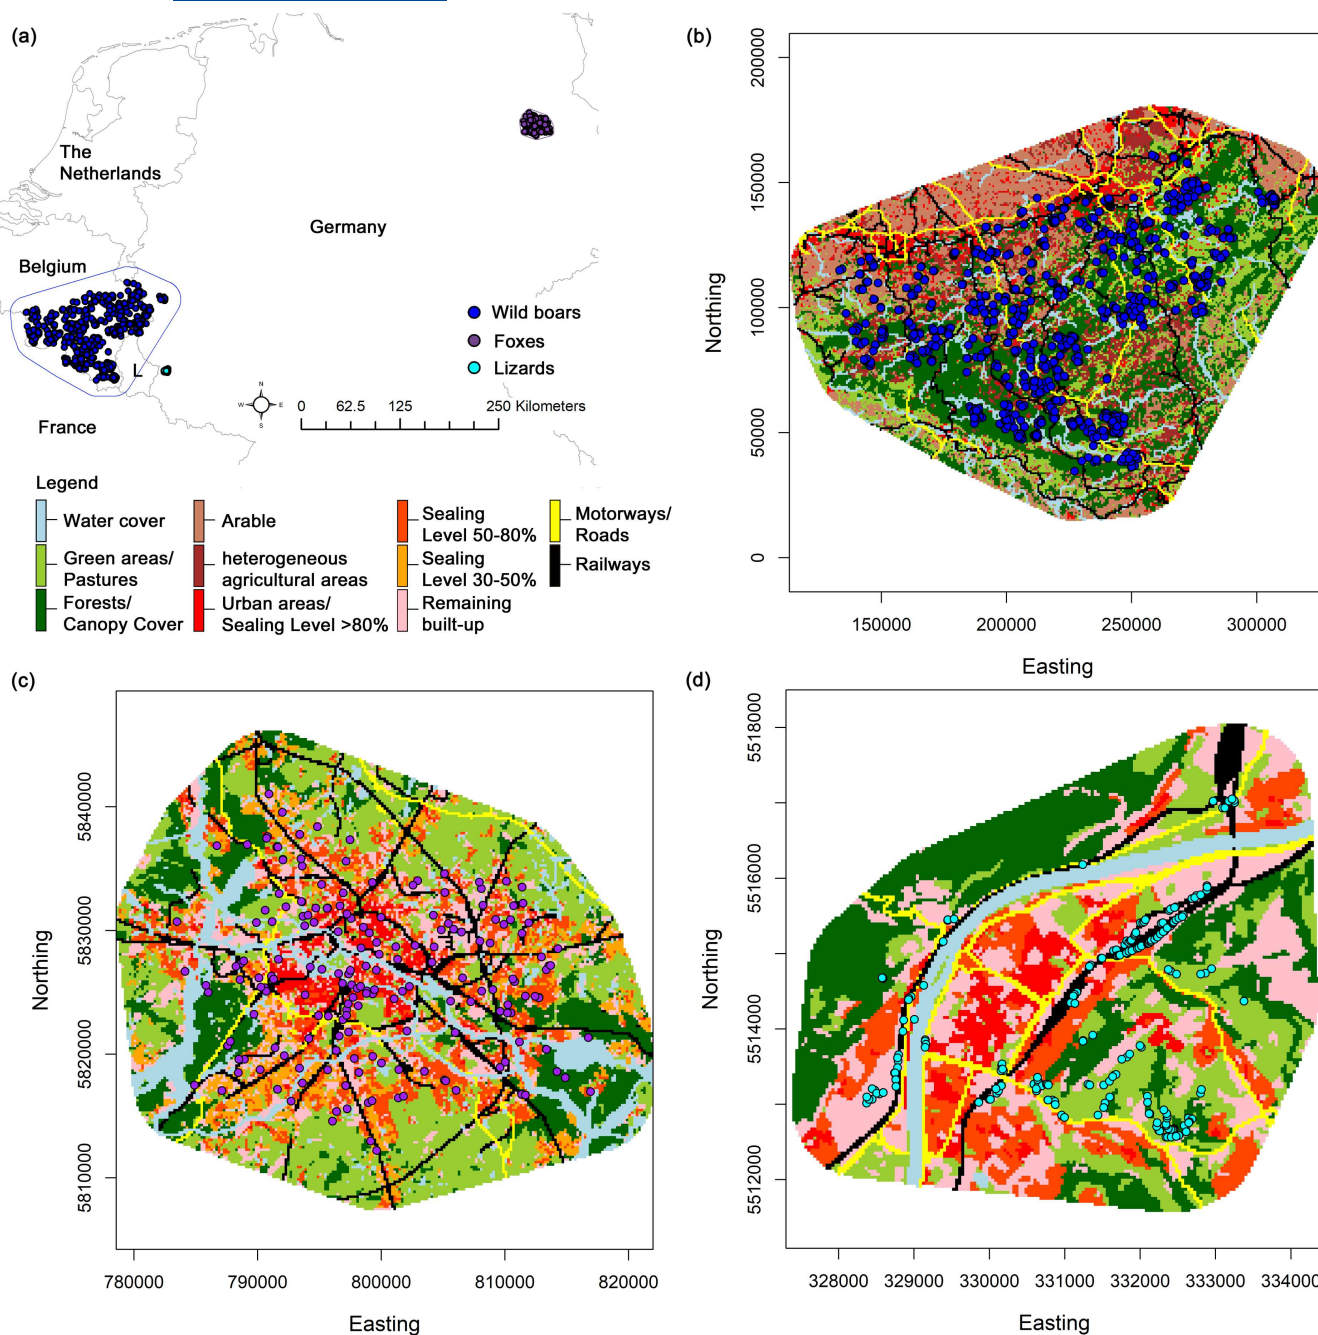 (a)
The
Netherlands
Germany
Belgium
Wild boars
Foxes
Lizards
L
N
W E
S
0 62.5 125 250 Kilometers
France
Legend
Water cover
Green areas/
Pastures
Forests/
Canopy Cover
Arable
heterogeneous
agricultural areas
Urban areas/
Sealing Level >80%
Sealing
Level 50-80%
Sealing
Level 30-50%
Remaining
built-up
Motorways/
Roads
Railways
(b)
Northing
200000
150000
100000
50000
0
150000 200000 250000 300000
Easting
(c)
Northing
5840000
5830000
5820000
5810000
780000 790000 800000 810000 820000
Easting
(d)
Northing
5518000
5516000
5514000
5512000
328000 329000 330000 331000 332000 333000 334000
Easting